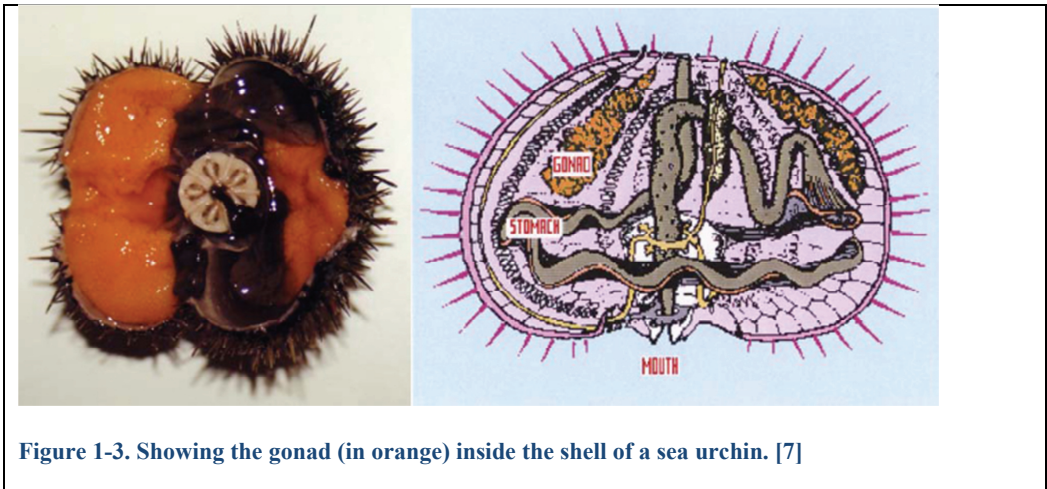 GONAD
STOMACH
MOUTH
Figure 1-3. Showing the gonad (in orange) inside the shell of a sea urchin. [7]